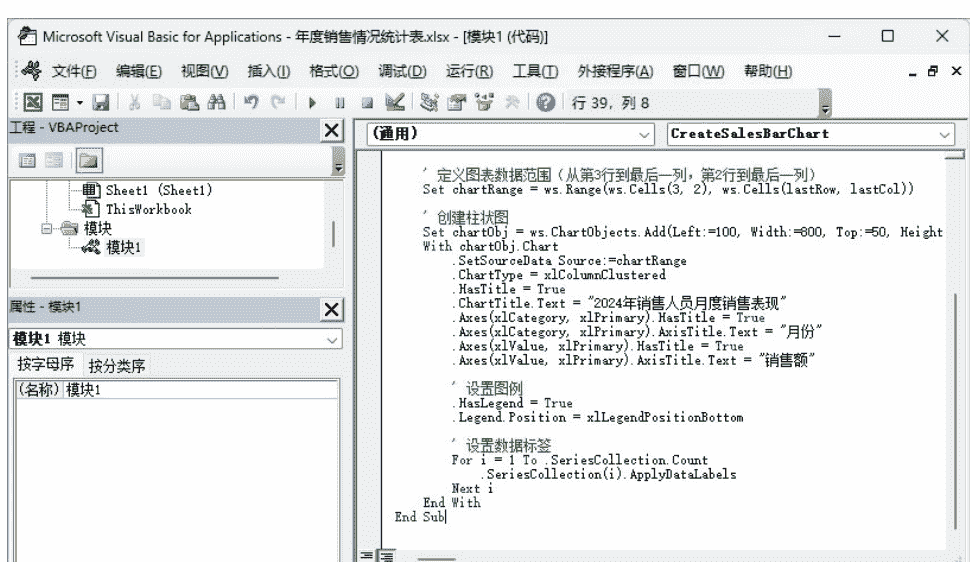 Microsoft Visual Basic for Applications - 年度销售情况统计表.xlsx - [模块1 (代码)]
文件(F) 编辑(E) 视图(V) 插入(I) 格式(O) 调试(D) 运行(R) 工具(T) 外接程序(A) 窗口(W) 帮助(H)
行 39, 列 8
工程 - VBAProject
Sheet1 (Sheet1)
ThisWorkbook
模块
模块1
属性 - 模块1
模块1 模块
按字母序 按分类序
(名称) 模块1
(通用) CreateSalesBarChart
' 定义图表数据范围（从第3行到最后一列，第2行到最后一列）
Set chartRange = ws.Range(ws.Cells(3, 2), ws.Cells(lastRow, lastCol))
' 创建柱状图
Set chartObj = ws.ChartObjects.Add(Left:=100, Width:=800, Top:=50, Height
With chartObj.Chart
.SetSourceData Source:=chartRange
.ChartType = xlColumnClustered
.HasTitle = True
.ChartTitle.Text = "2024年销售人员月度销售表现"
.Axes(xlCategory, xlPrimary).HasTitle = True
.Axes(xlCategory, xlPrimary).AxisTitle.Text = "月份"
.Axes(xlValue, xlPrimary).HasTitle = True
.Axes(xlValue, xlPrimary).AxisTitle.Text = "销售额"
' 设置图例
.HasLegend = True
.Legend.Position = xlLegendPositionBottom
' 设置数据标签
For i = 1 To .SeriesCollection.Count
.SeriesCollection(i).ApplyDataLabels
Next i
End With
End Sub